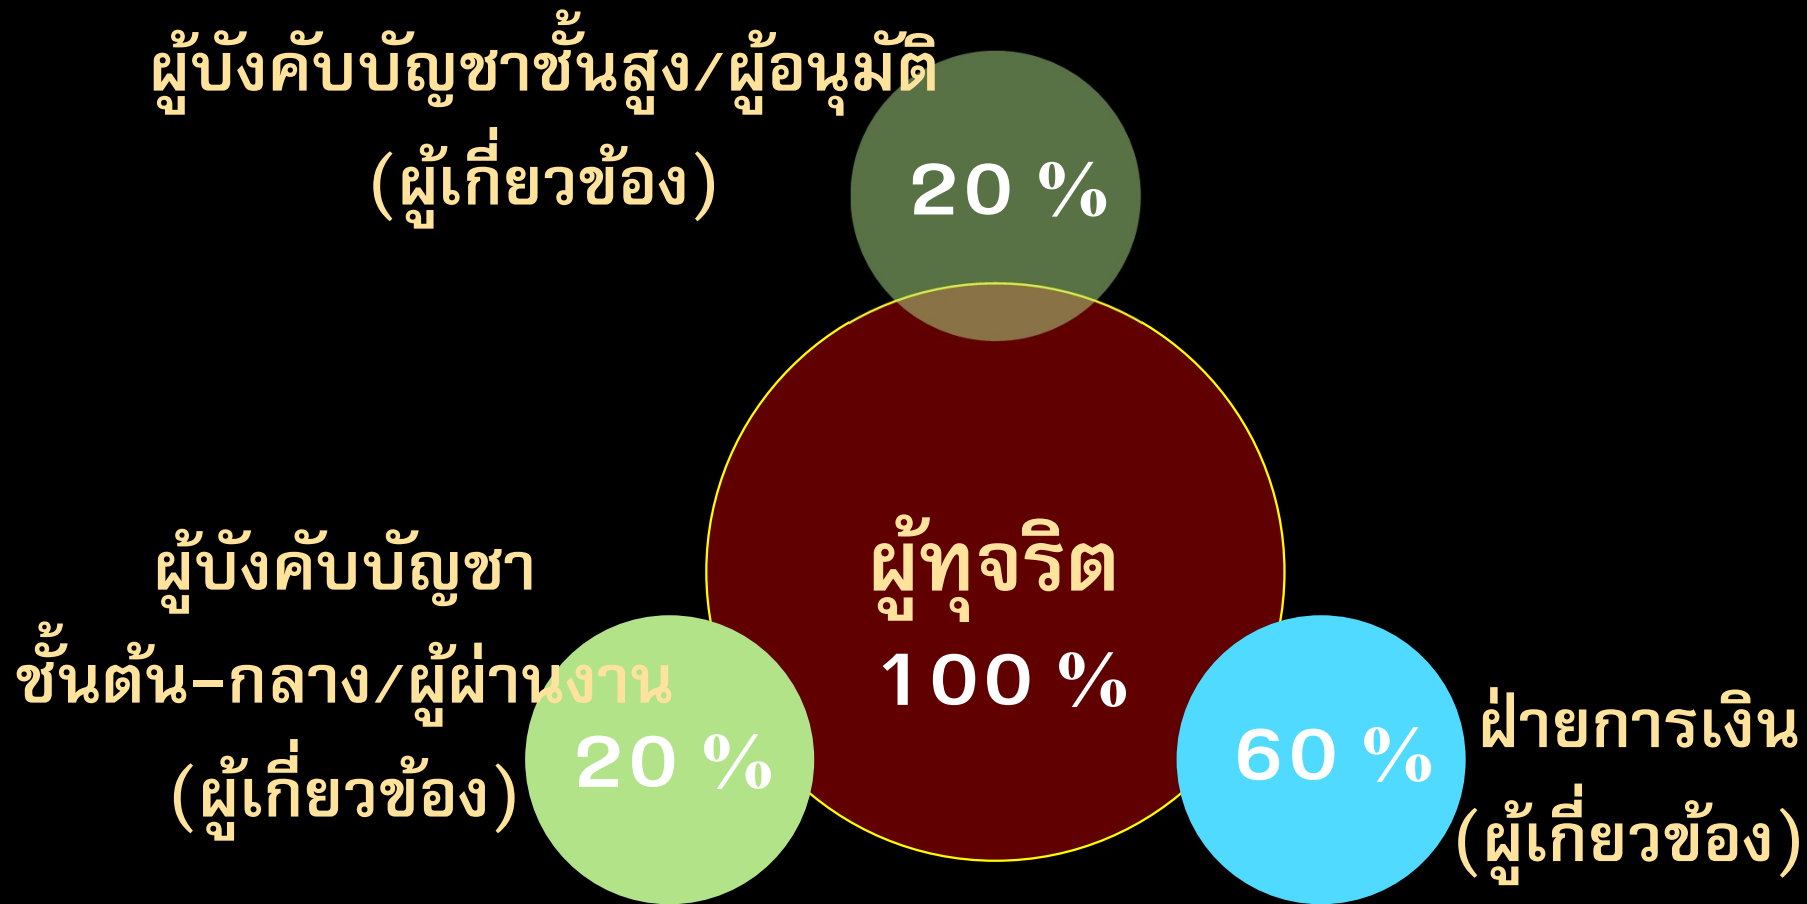 ผู้บังคับบัญชาชั้นสูง/ผู้อนุมัติ
(ผู้เกี่ยวข้อง)
20 %
ผู้ทุจริต
100 %
ผู้บังคับบัญชา
ชั้นต้น-กลาง/ผู้ผ่านงาน
(ผู้เกี่ยวข้อง)
20 %
60 %
ฝ่ายการเงิน
(ผู้เกี่ยวข้อง)